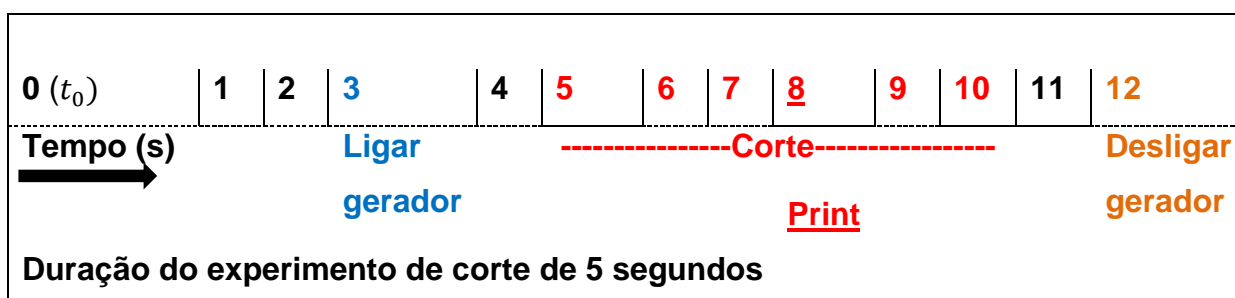 0 (t₀) 1 2 3 4 5 6 7 8 9 10 11 12
Tempo (s) Ligar -----------------Corte----------------- Desligar
gerador Print gerador
Duração do experimento de corte de 5 segundos